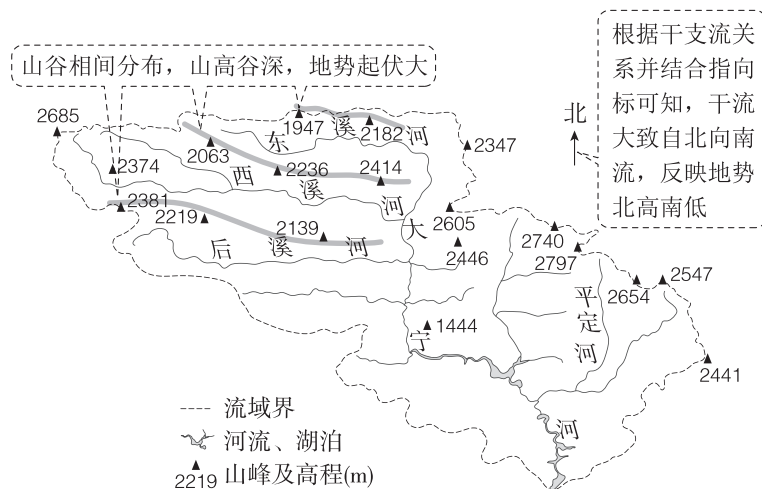 山谷相间分布，山高谷深，地势起伏大
根据干支流关
系并结合指向
标可知，干流
大致自北向南
流，反映地势
北高南低
北
2685
1947
东溪河
2182
2063
2347
2374
2236
2414
西溪河
2381
2219
2605
大宁河
2139
后溪河
2446
2740
2797
2654
2547
平定河
1444
2441
流域界
河流、湖泊
2219 山峰及高程(m)